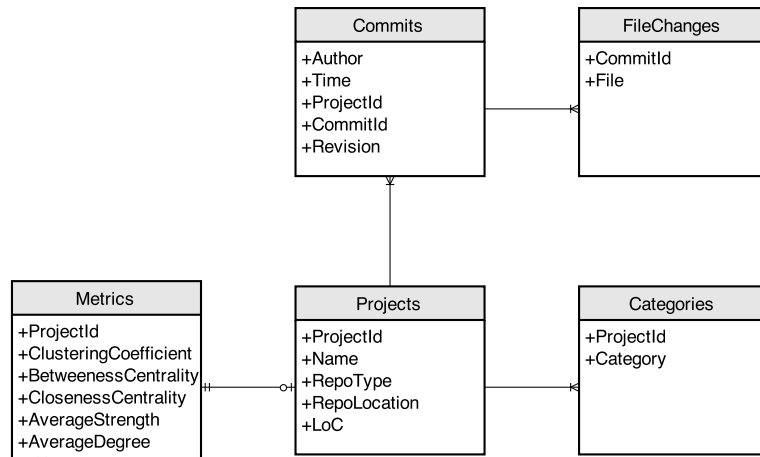 Commits
+Author
+Time
+ProjectId
+CommitId
+Revision
FileChanges
+CommitId
+File
Metrics
+ProjectId
+ClusteringCoefficient
+BetweenessCentrality
+ClosenessCentrality
+AverageStrength
+AverageDegree
Projects
+ProjectId
+Name
+RepoType
+RepoLocation
+LoC
Categories
+ProjectId
+Category